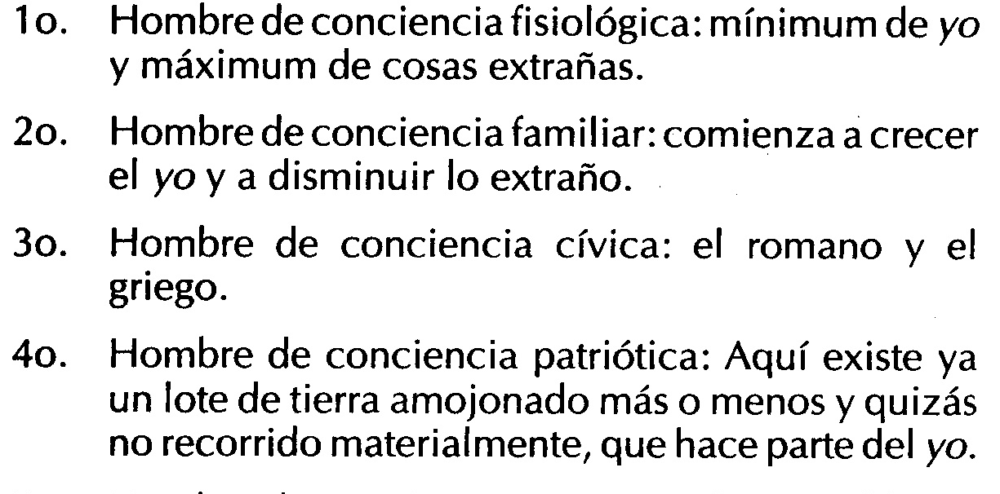 1o. Hombre de conciencia fisiológica: mínimum de yo
y máximum de cosas extrañas.
2o. Hombre de conciencia familiar: comienza a crecer
el yo y a disminuir lo extraño.
3o. Hombre de conciencia cívica: el romano y el
griego.
4o. Hombre de conciencia patriótica: Aquí existe ya
un lote de tierra amojonado más o menos y quizás
no recorrido materialmente, que hace parte del yo.